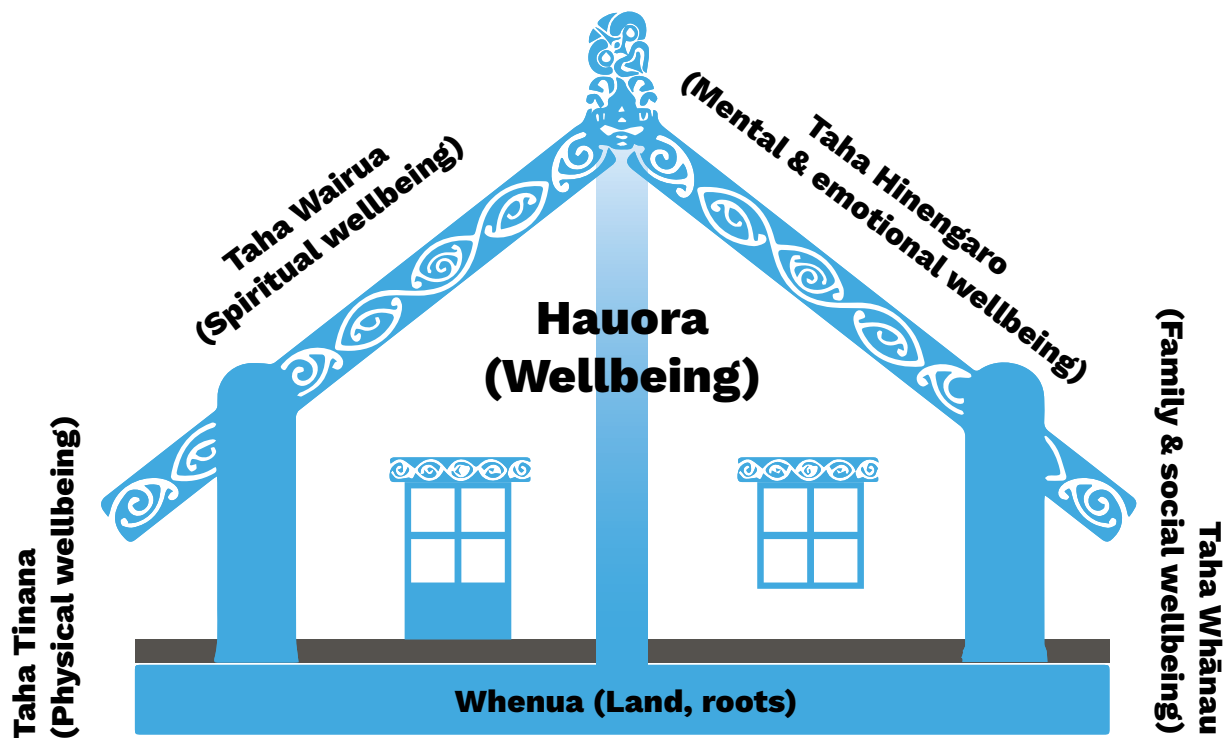 Taha Wairua
(Spiritual wellbeing)
Taha Hinengaro
(Mental & emotional wellbeing)
Hauora
(Wellbeing)
Taha Tinana
(Physical wellbeing)
Taha Whānau
(Family & social wellbeing)
Whenua (Land, roots)